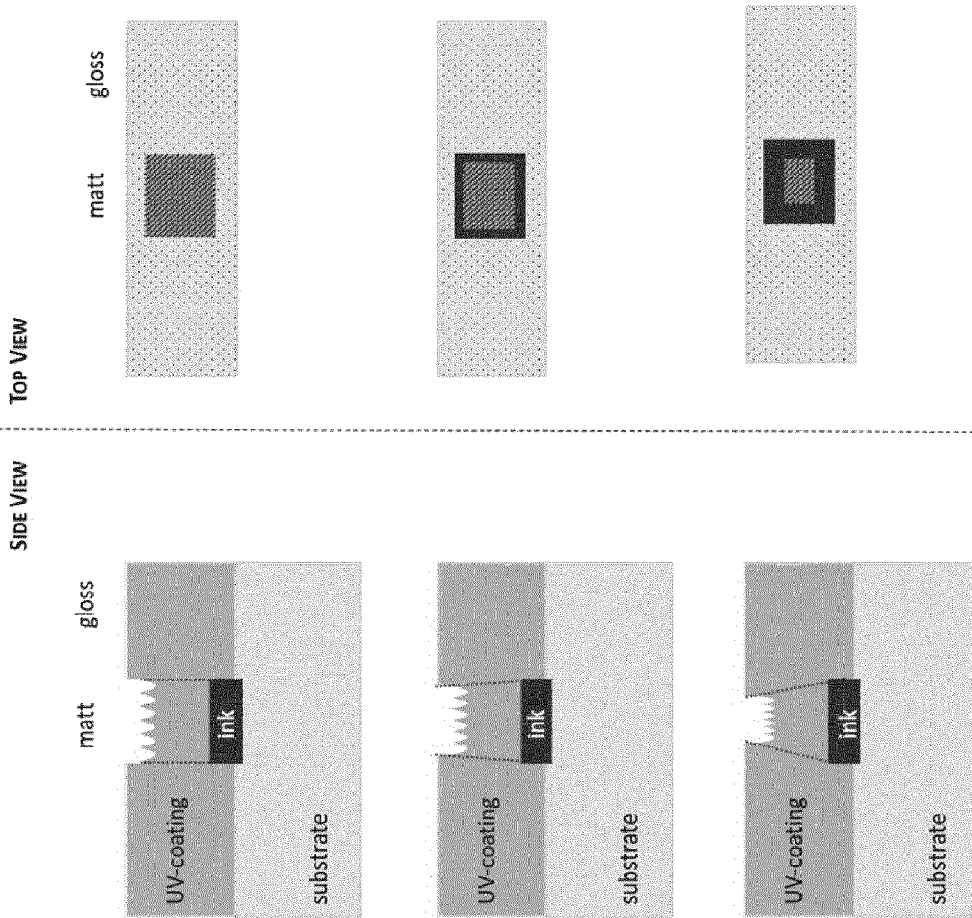 SIDE VIEW TOP VIEW
matt gloss matt gloss
UV-coating
ink
substrate
UV-coating
ink
substrate
UV-coating
ink
substrate